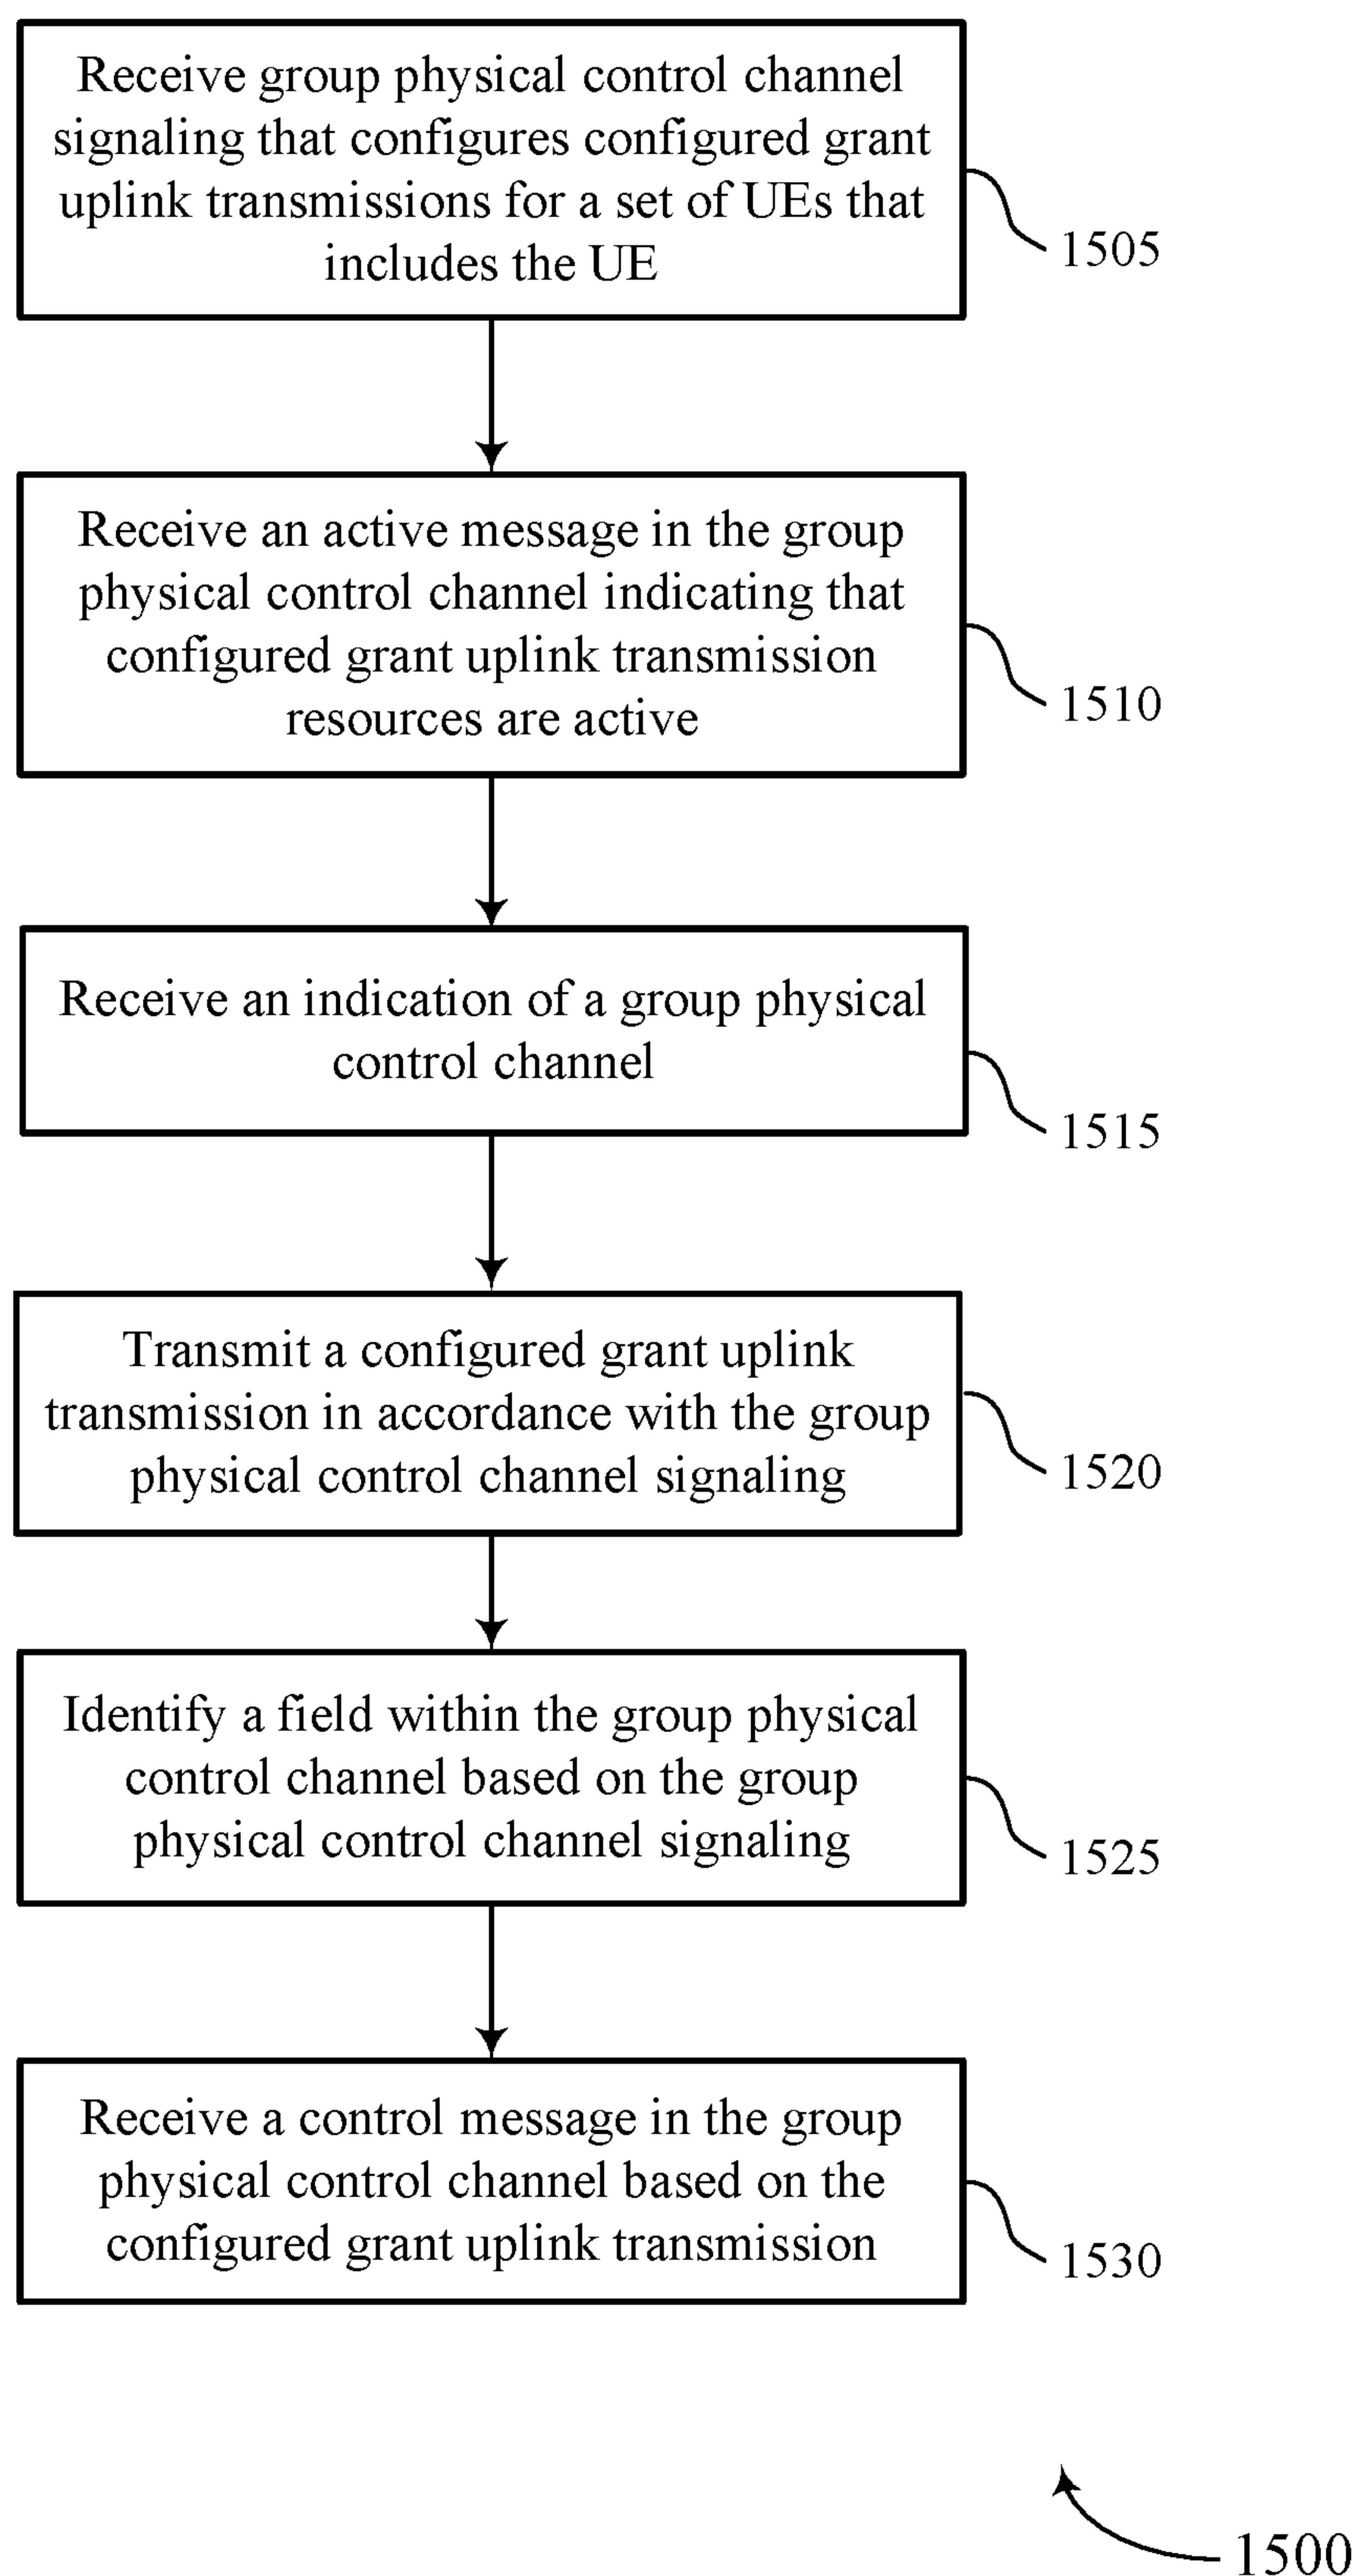 Receive group physical control channel
signaling that configures configured grant
uplink transmissions for a set of UEs that
includes the UE
1505
Receive an active message in the group
physical control channel indicating that
configured grant uplink transmission
resources are active
1510
Receive an indication of a group physical
control channel
1515
Transmit a configured grant uplink
transmission in accordance with the group
physical control channel signaling
1520
Identify a field within the group physical
control channel based on the group
physical control channel signaling
1525
Receive a control message in the group
physical control channel based on the
configured grant uplink transmission
1530
1500